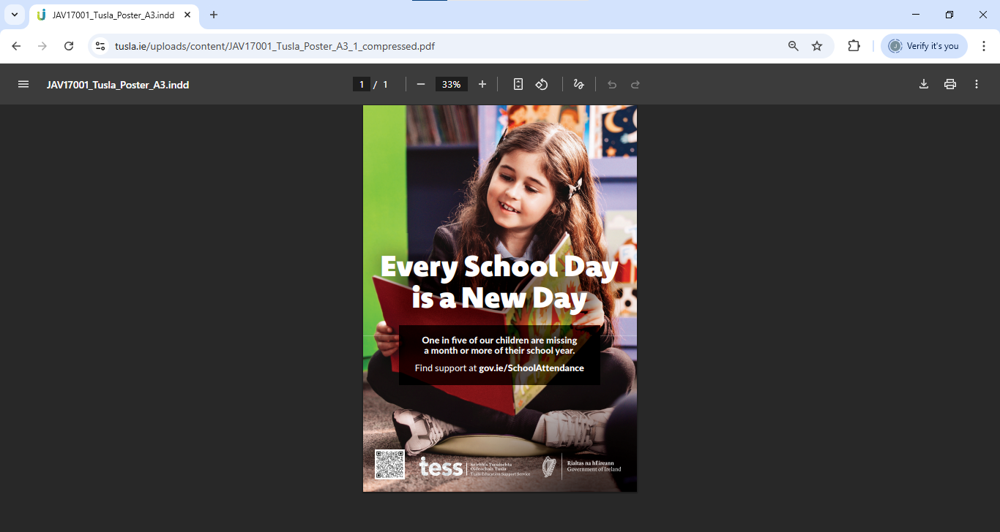 JAV17001_Tusla_Poster_A3.indd
tusla.ie/uploads/content/JAV17001_Tusla_Poster_A3_1_compressed.pdf
J
Verify it's you
JAV17001_Tusla_Poster_A3.indd
1 / 1
33%
Every School Day
is a New Day
One in five of our children are missing
a month or more of their school year.
Find support at gov.ie/SchoolAttendance
tess
Seirbhís Tacaíochta
Oideachais Tusla
Tusla Education Support Service
Rialtas na hÉireann
Government of Ireland